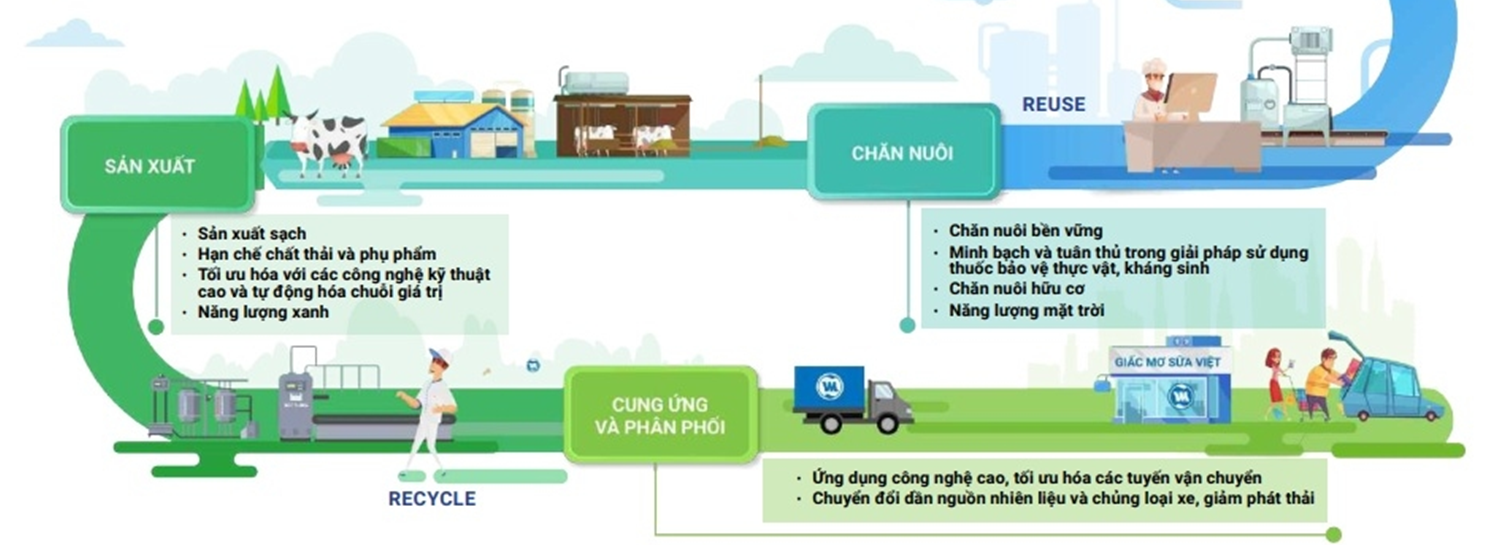 REUSE
CHĂN NUÔI
• Chăn nuôi bền vững
• Minh bạch và tuân thủ trong giải pháp sử dụng
thuốc bảo vệ thực vật, kháng sinh
• Chăn nuôi hữu cơ
• Năng lượng mặt trời
SẢN XUẤT
• Sản xuất sạch
• Hạn chế chất thải và phụ phẩm
• Tối ưu hóa với các công nghệ kỹ thuật
cao và tự động hóa chuỗi giá trị
• Năng lượng xanh
RECYCLE
CUNG ỨNG
VÀ PHÂN PHỐI
GIẤC MƠ SỮA VIỆT
• Ứng dụng công nghệ cao, tối ưu hóa các tuyến vận chuyển
• Chuyển đổi dần nguồn nhiên liệu và chủng loại xe, giảm phát thải